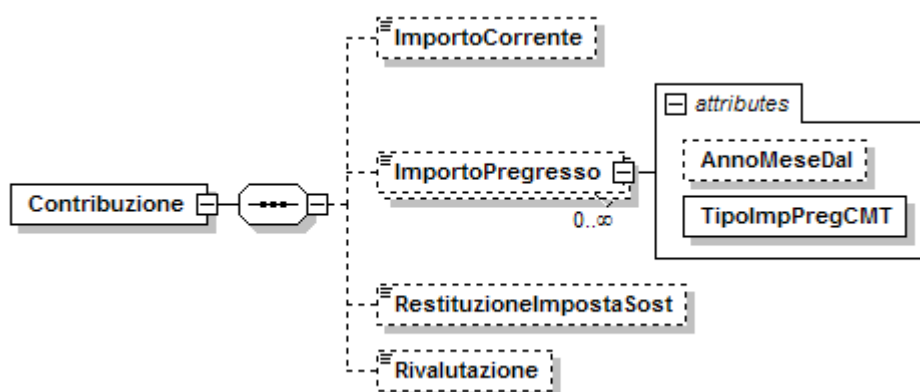 ImportoCorrente
attributes
AnnoMeseDal
ImportoPregresso
Contribuzione
TipoImpPregCMT
0..∞
RestituzioneImpostaSost
Rivalutazione